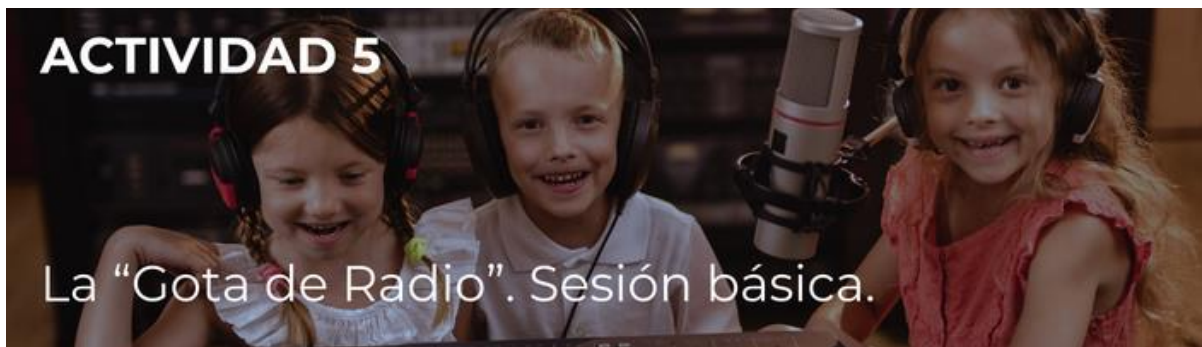 ACTIVIDAD 5
La “Gota de Radio”. Sesión básica.